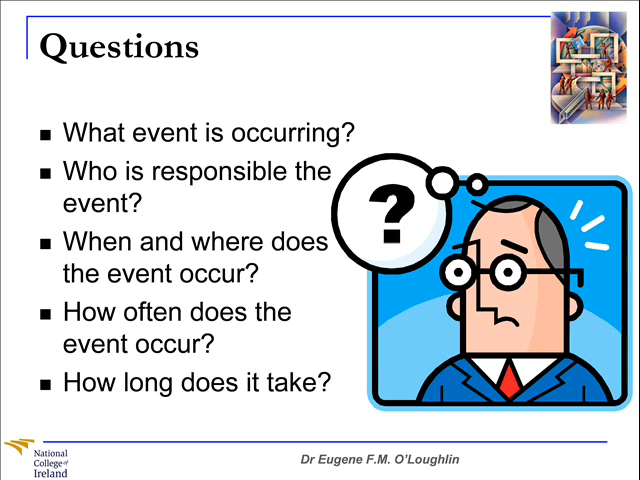 Questions
■ What event is occurring?
■ Who is responsible the
event?
■ When and where does
the event occur?
■ How often does the
event occur?
■ How long does it take?
?
National
College of
Ireland
Dr Eugene F.M. O'Loughlin